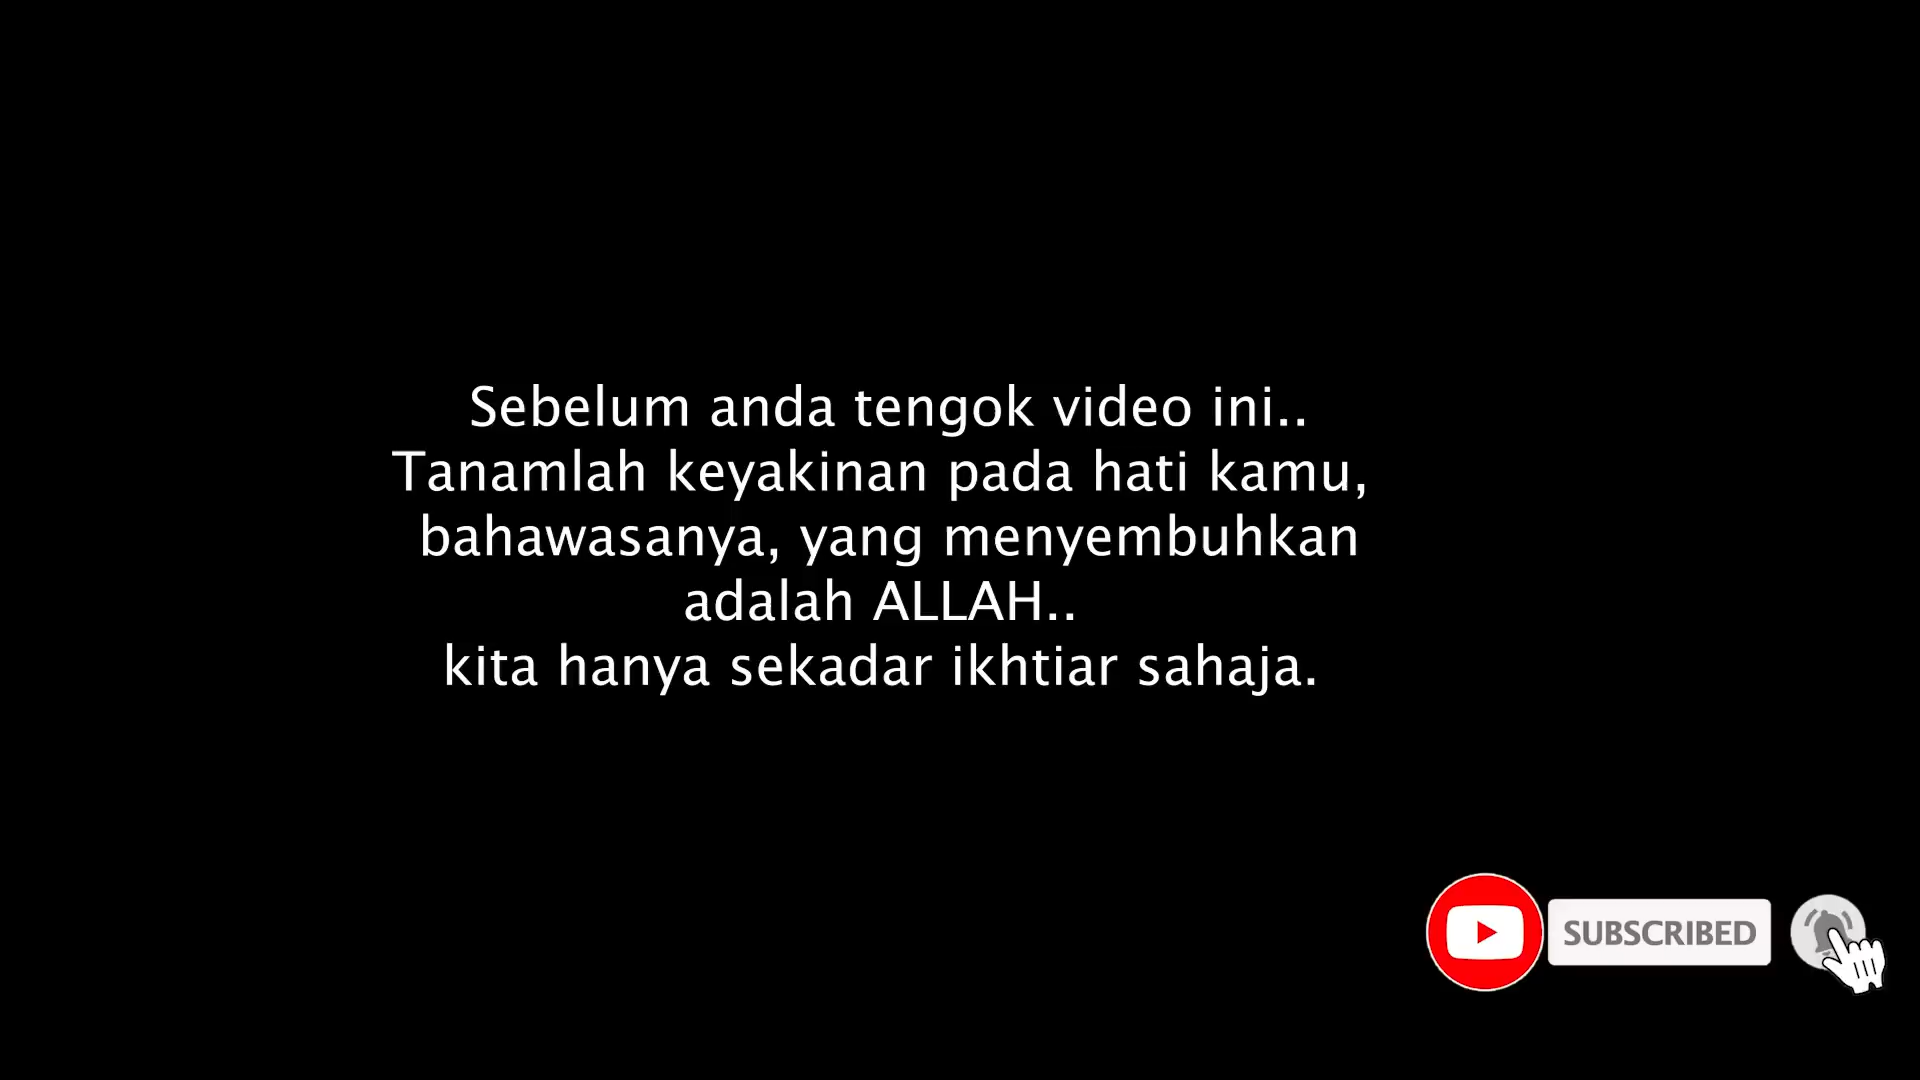 Sebelum anda tengok video ini..
Tanamlah keyakinan pada hati kamu,
bahawasanya, yang menyembuhkan
adalah ALLAH..
kita hanya sekadar ikhtiar sahaja.
SUBSCRIBED